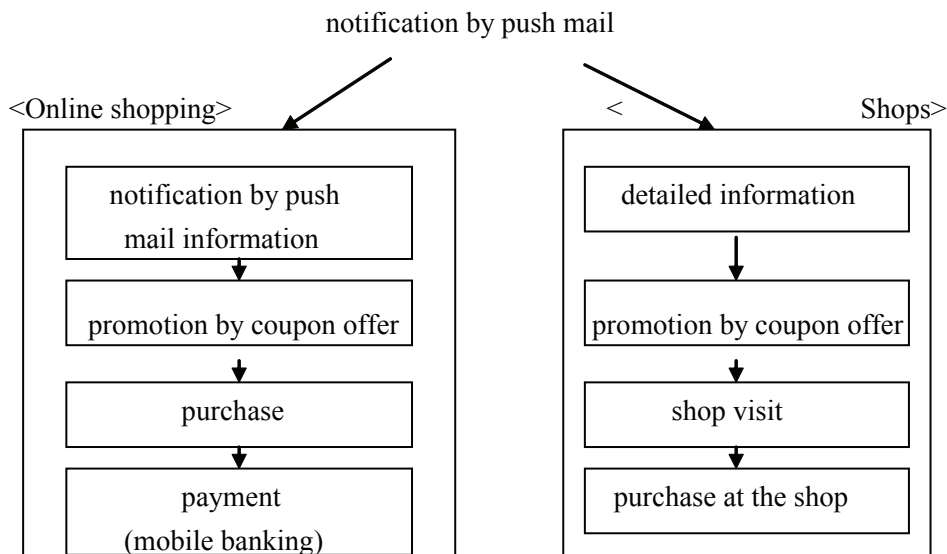 notification by push mail
<Online shopping>
notification by push
mail information
promotion by coupon offer
purchase
payment
(mobile banking)
< Shops>
detailed information
promotion by coupon offer
shop visit
purchase at the shop